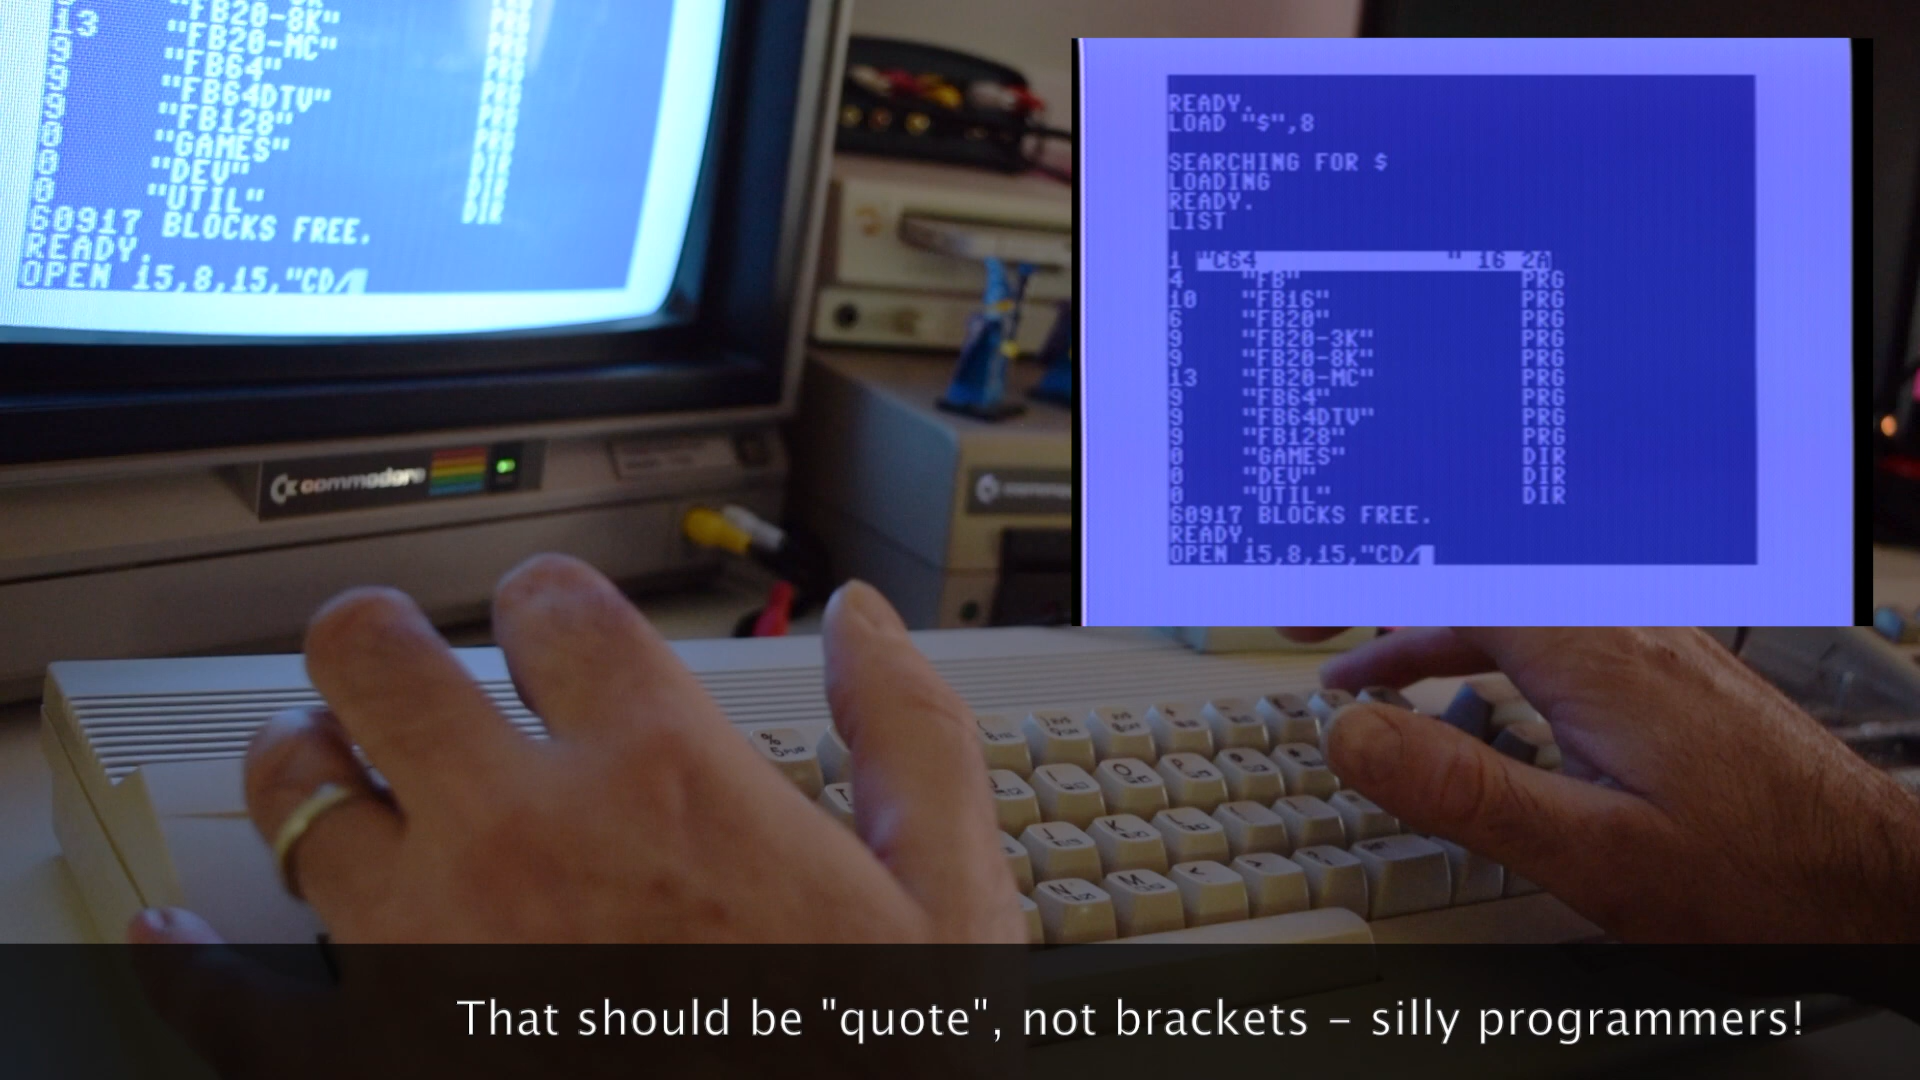 "FB20-8K"
13 "FB20-MC" PRG
9 "FB64" PRG
9 "FB64DTV" PRG
9 "FB128" PRG
0 "GAMES" DIR
0 "DEV" DIR
0 "UTIL" DIR
60917 BLOCKS FREE.
READY.
OPEN 15,8,15,"CD/
commodore
READY.
LOAD "$",8
SEARCHING FOR $
LOADING
READY.
LIST
1 "C64 " 16 2A
4 "FB" PRG
10 "FB16" PRG
6 "FB20" PRG
9 "FB20-3K" PRG
9 "FB20-8K" PRG
13 "FB20-MC" PRG
9 "FB64" PRG
9 "FB64DTV" PRG
9 "FB128" PRG
0 "GAMES" DIR
0 "DEV" DIR
0 "UTIL" DIR
60917 BLOCKS FREE.
READY.
OPEN 15,8,15,"CD/
%
5
O
P
J
K
L
N
M
<
>
?
That should be "quote", not brackets – silly programmers!